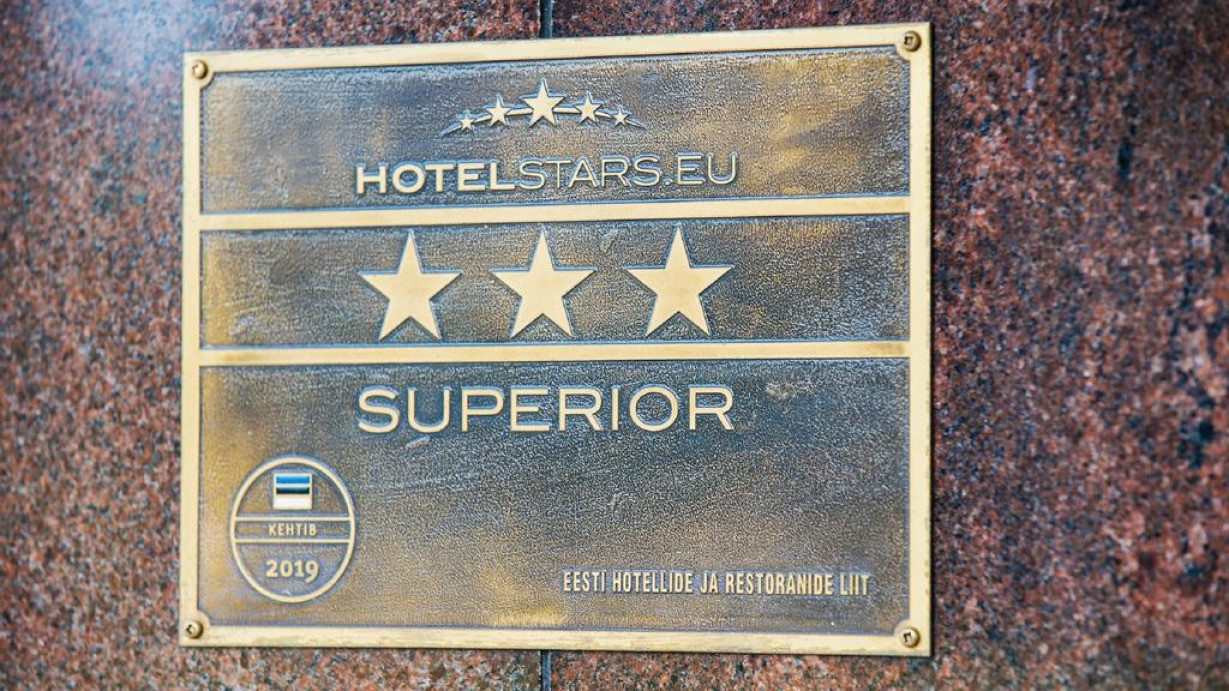 HOTELSTARS.EU
SUPERIOR
KEHTIB
2019
EESTI HOTELLIDE JA RESTORANIDE LIIT